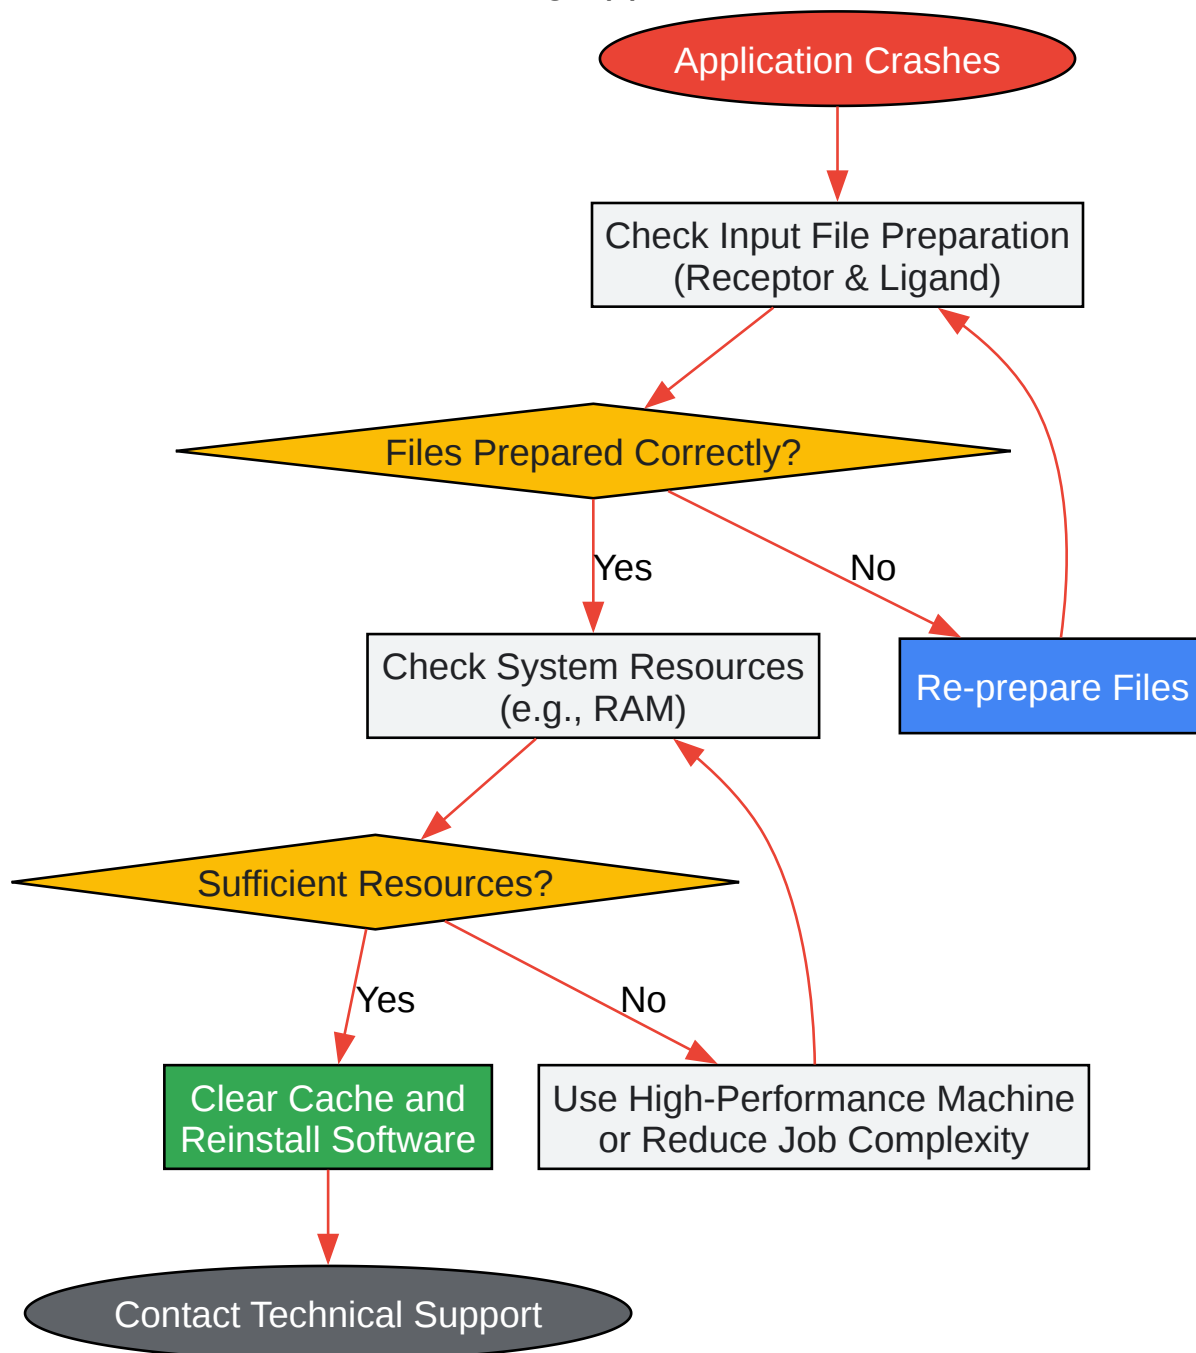 Application Crashes
Check Input File Preparation
(Receptor & Ligand)
Files Prepared Correctly?
Yes
No
Check System Resources
(e.g., RAM)
Re-prepare Files
Sufficient Resources?
Yes
No
Clear Cache and
Reinstall Software
Use High-Performance Machine
or Reduce Job Complexity
Contact Technical Support